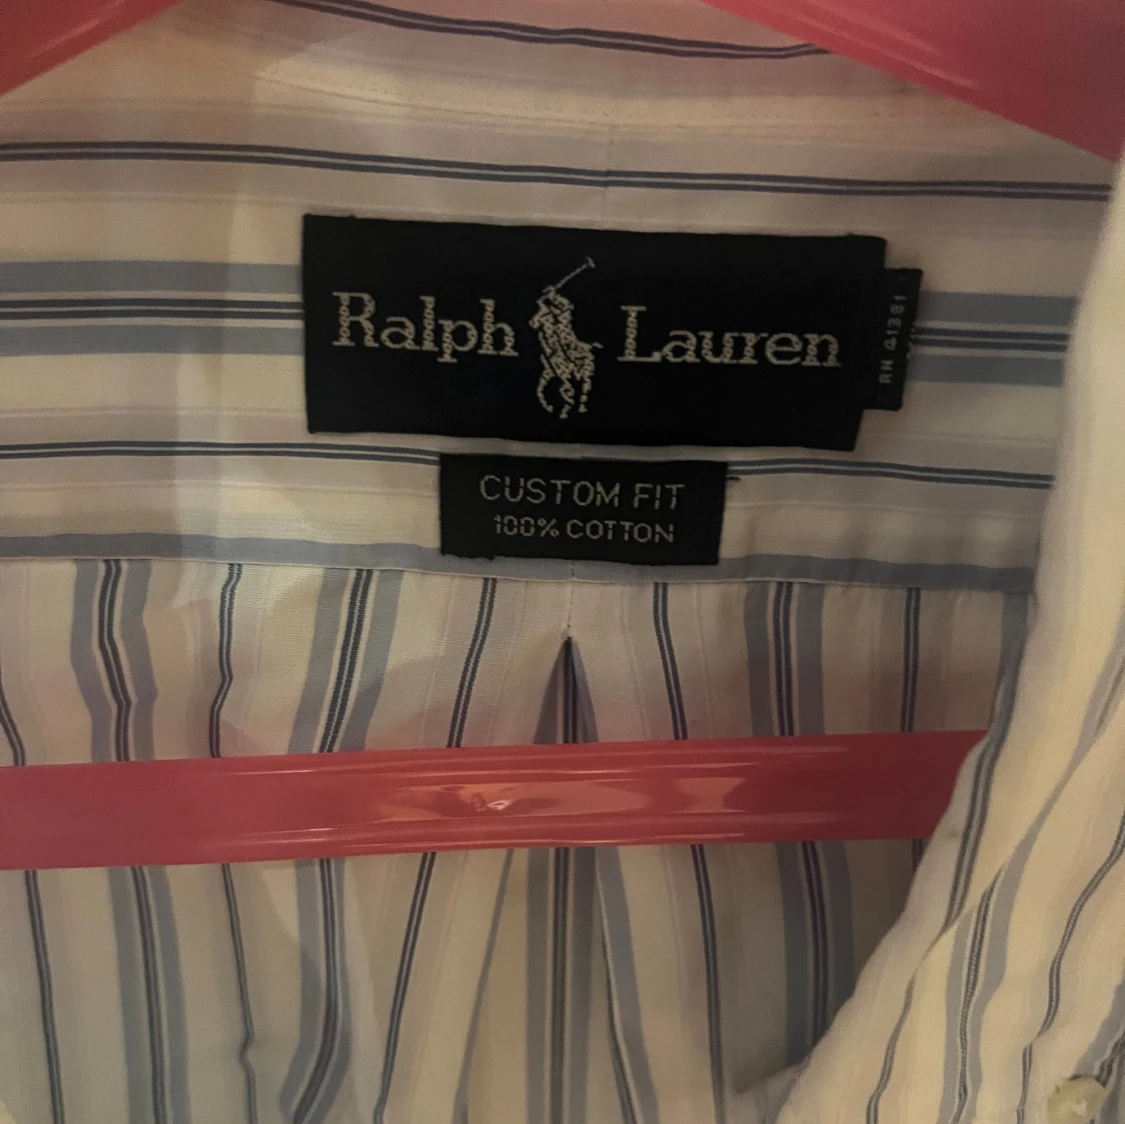 Ralph Lauren
RN 41381
CUSTOM FIT
100% COTTON